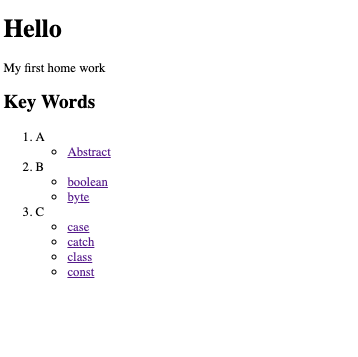 Hello
My first home work
Key Words
1. A
Abstract
2. B
boolean
byte
3. C
case
catch
class
const